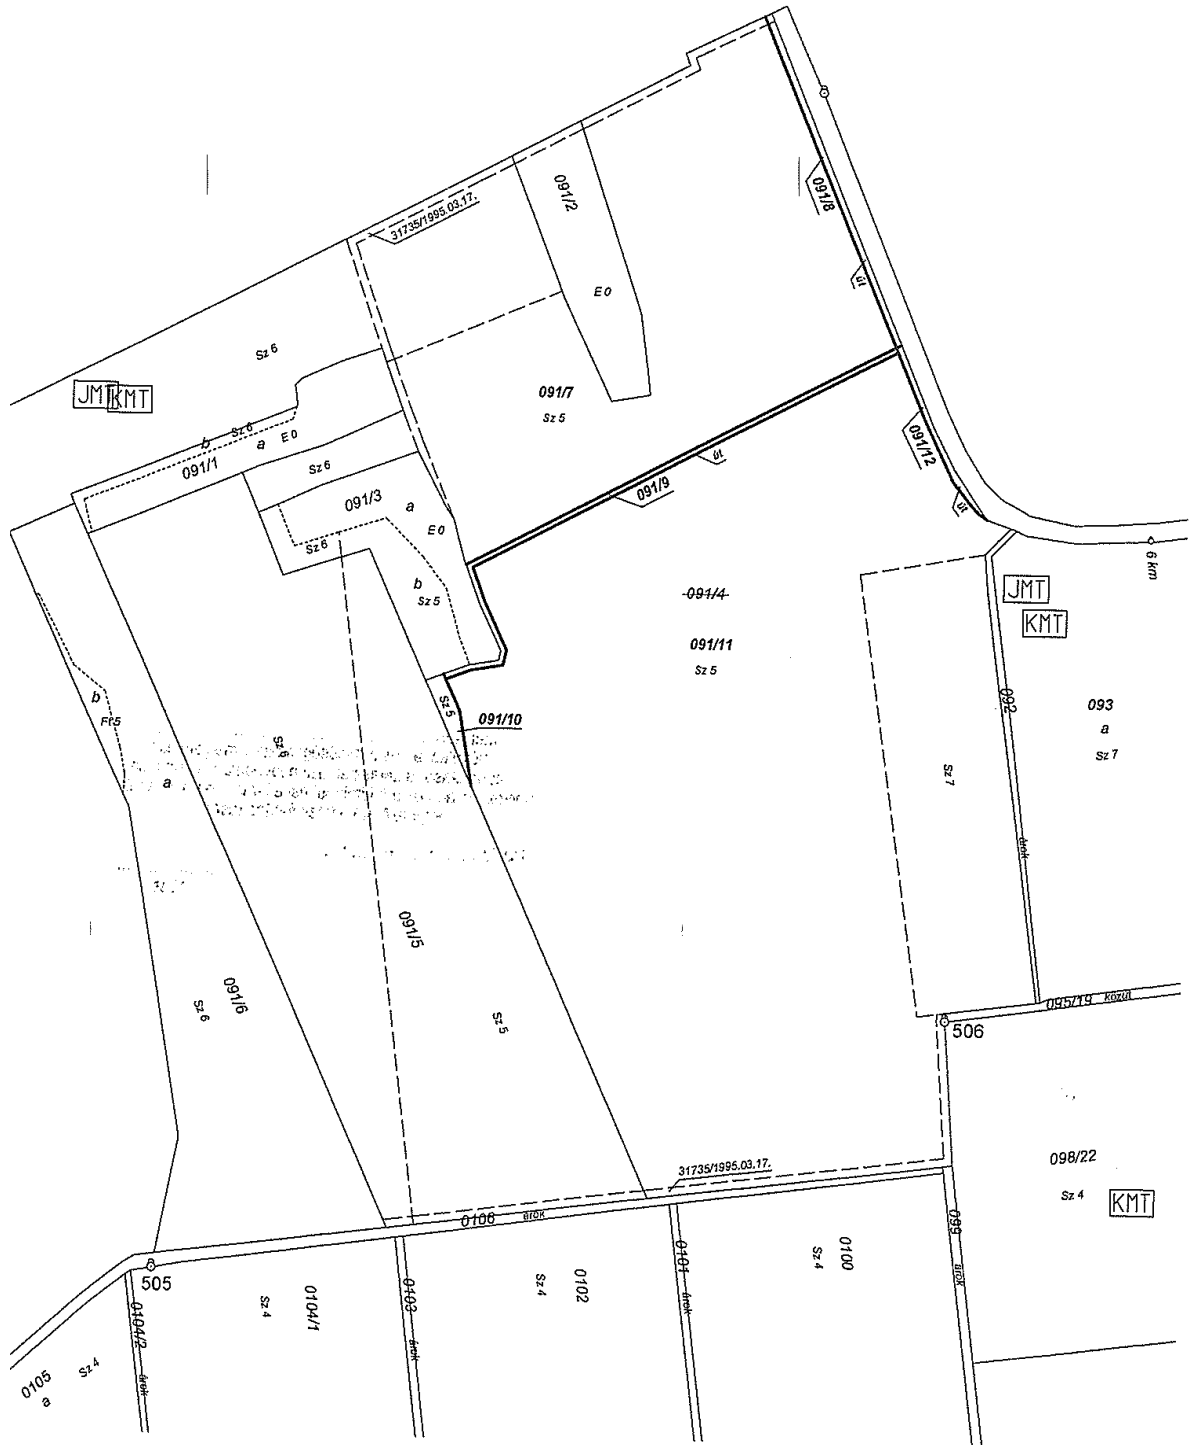 091/8
091/2
31735/1995.03.17.
út
E 0
Sz 6
JMT
KMT
091/7
Sz 5
b
Sz 6
a
E 0
091/1
Sz 6
091/12
út
091/9
091/3
a
E 0
út
Sz 6
6 km
b
Sz 5
091/4
JMT
KMT
091/11
Sz 5
b
Ft 5
Sz 5
091/10
092
093
a
Sz 7
Sz 6
a
Sz 7
árok
091/5
091/6
Sz 6
Sz 5
095/19 közút
506
098/22
31735/1995.03.17.
Sz 4
KMT
0106 árok
099
árok
505
0104/2
árok
Sz 4
0104/1
0103
árok
Sz 4
0102
0101
árok
Sz 4
0100
0105
a
Sz 4